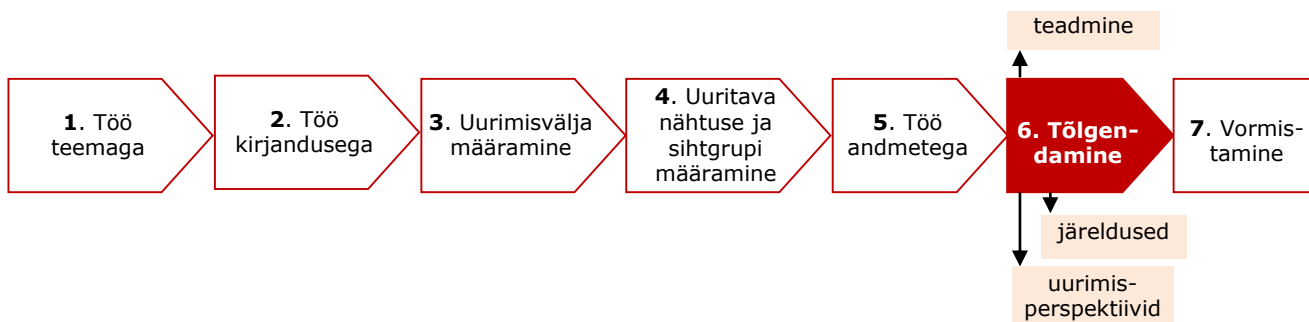 teadmine
1. Töö
teemaga
2. Töö
kirjandusega
3. Uurimisvälja
määramine
4. Uuritava
nähtuse ja
sihtgrupi
määramine
5. Töö
andmetega
6. Tõlgen-
damine
7. Vormis-
tamine
järeldused
uurimis-
perspektiivid